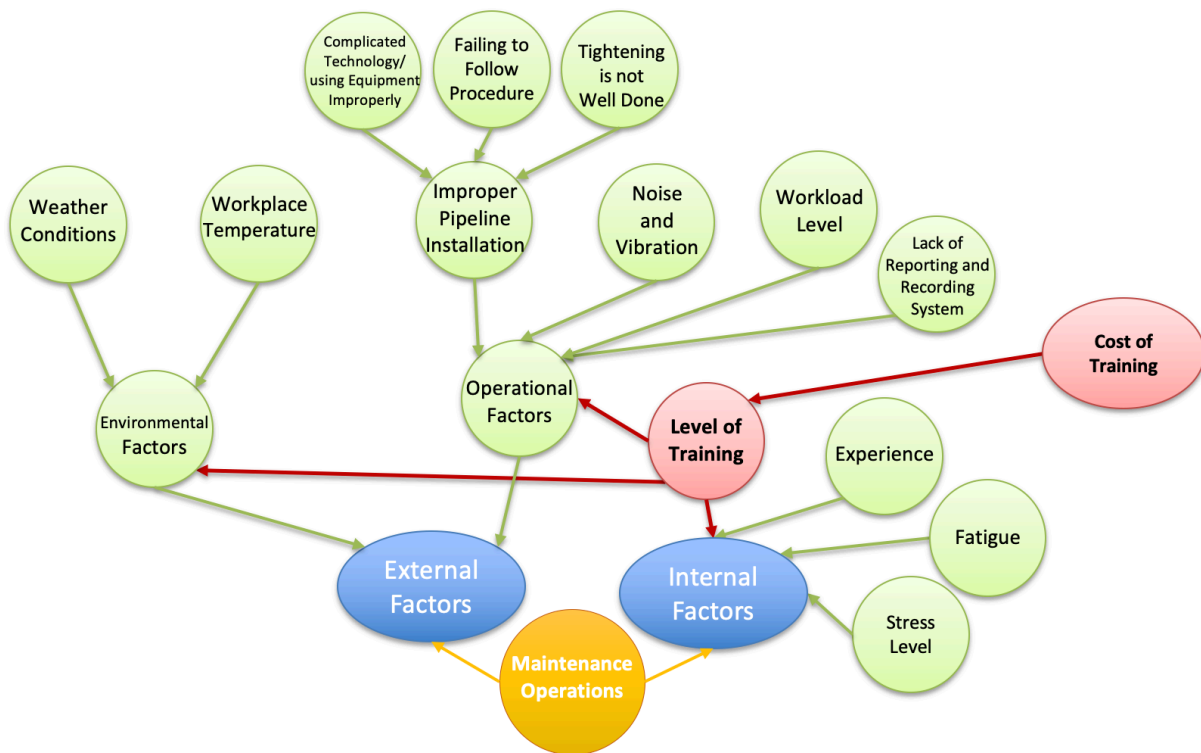 Complicated
Technology/
using Equipment
Improperly
Failing to
Follow
Procedure
Tightening
is not
Well Done
Weather
Conditions
Workplace
Temperature
Improper
Pipeline
Installation
Noise
and
Vibration
Workload
Level
Lack of
Reporting and
Recording
System
Cost of
Training
Environmental
Factors
Operational
Factors
Level of
Training
Experience
Fatigue
Stress
Level
External
Factors
Internal
Factors
Maintenance
Operations